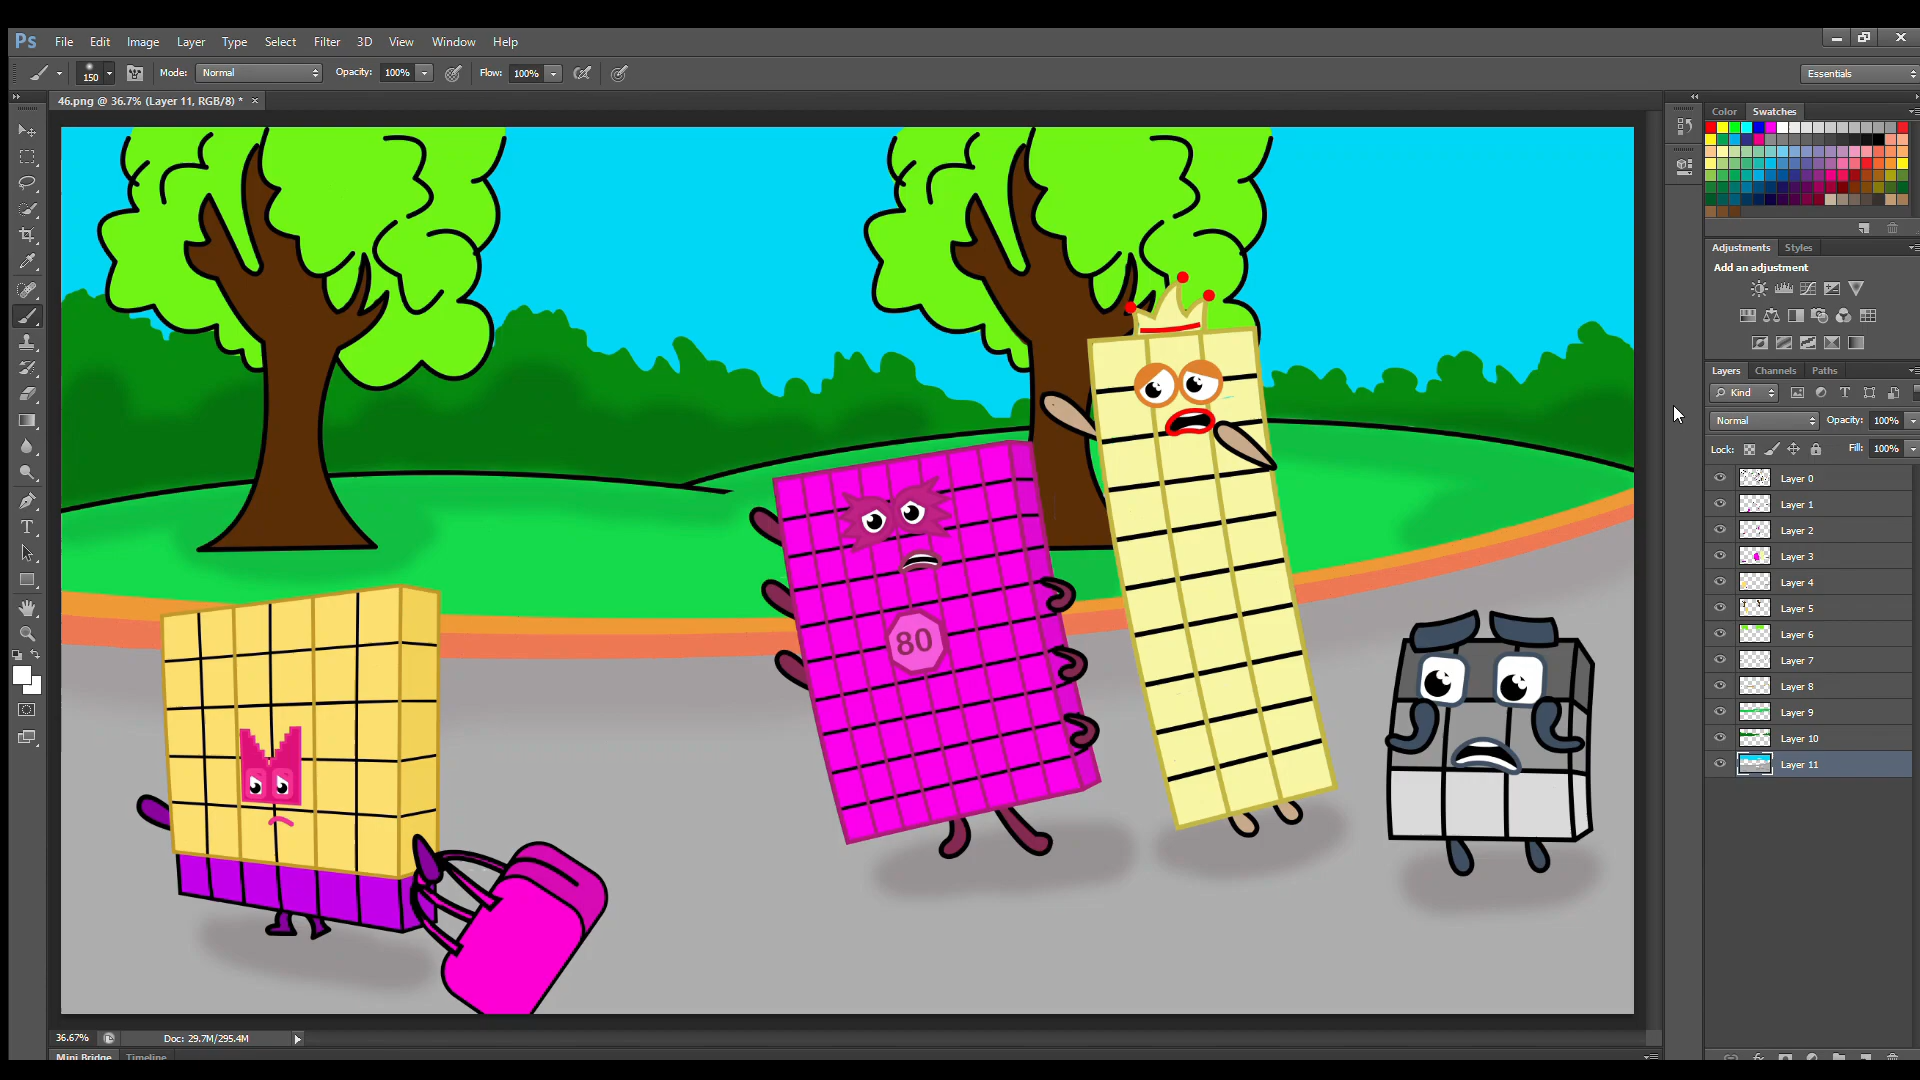 Ps File Edit Image Layer Type Select Filter 3D View Window Help
150 Mode: Normal Opacity: 100% Flow: 100% Essentials
46.png @ 36.7% (Layer 11, RGB/8) * ×
Color Swatches
Adjustments Styles
Add an adjustment
Layers Channels Paths
Kind
Normal Opacity: 100%
Lock: Fill: 100%
Layer 0
Layer 1
Layer 2
Layer 3
Layer 4
Layer 5
Layer 6
Layer 7
Layer 8
Layer 9
Layer 10
Layer 11
80
36.67% Doc: 29.7M/295.4M
Mini Bridge Timeline